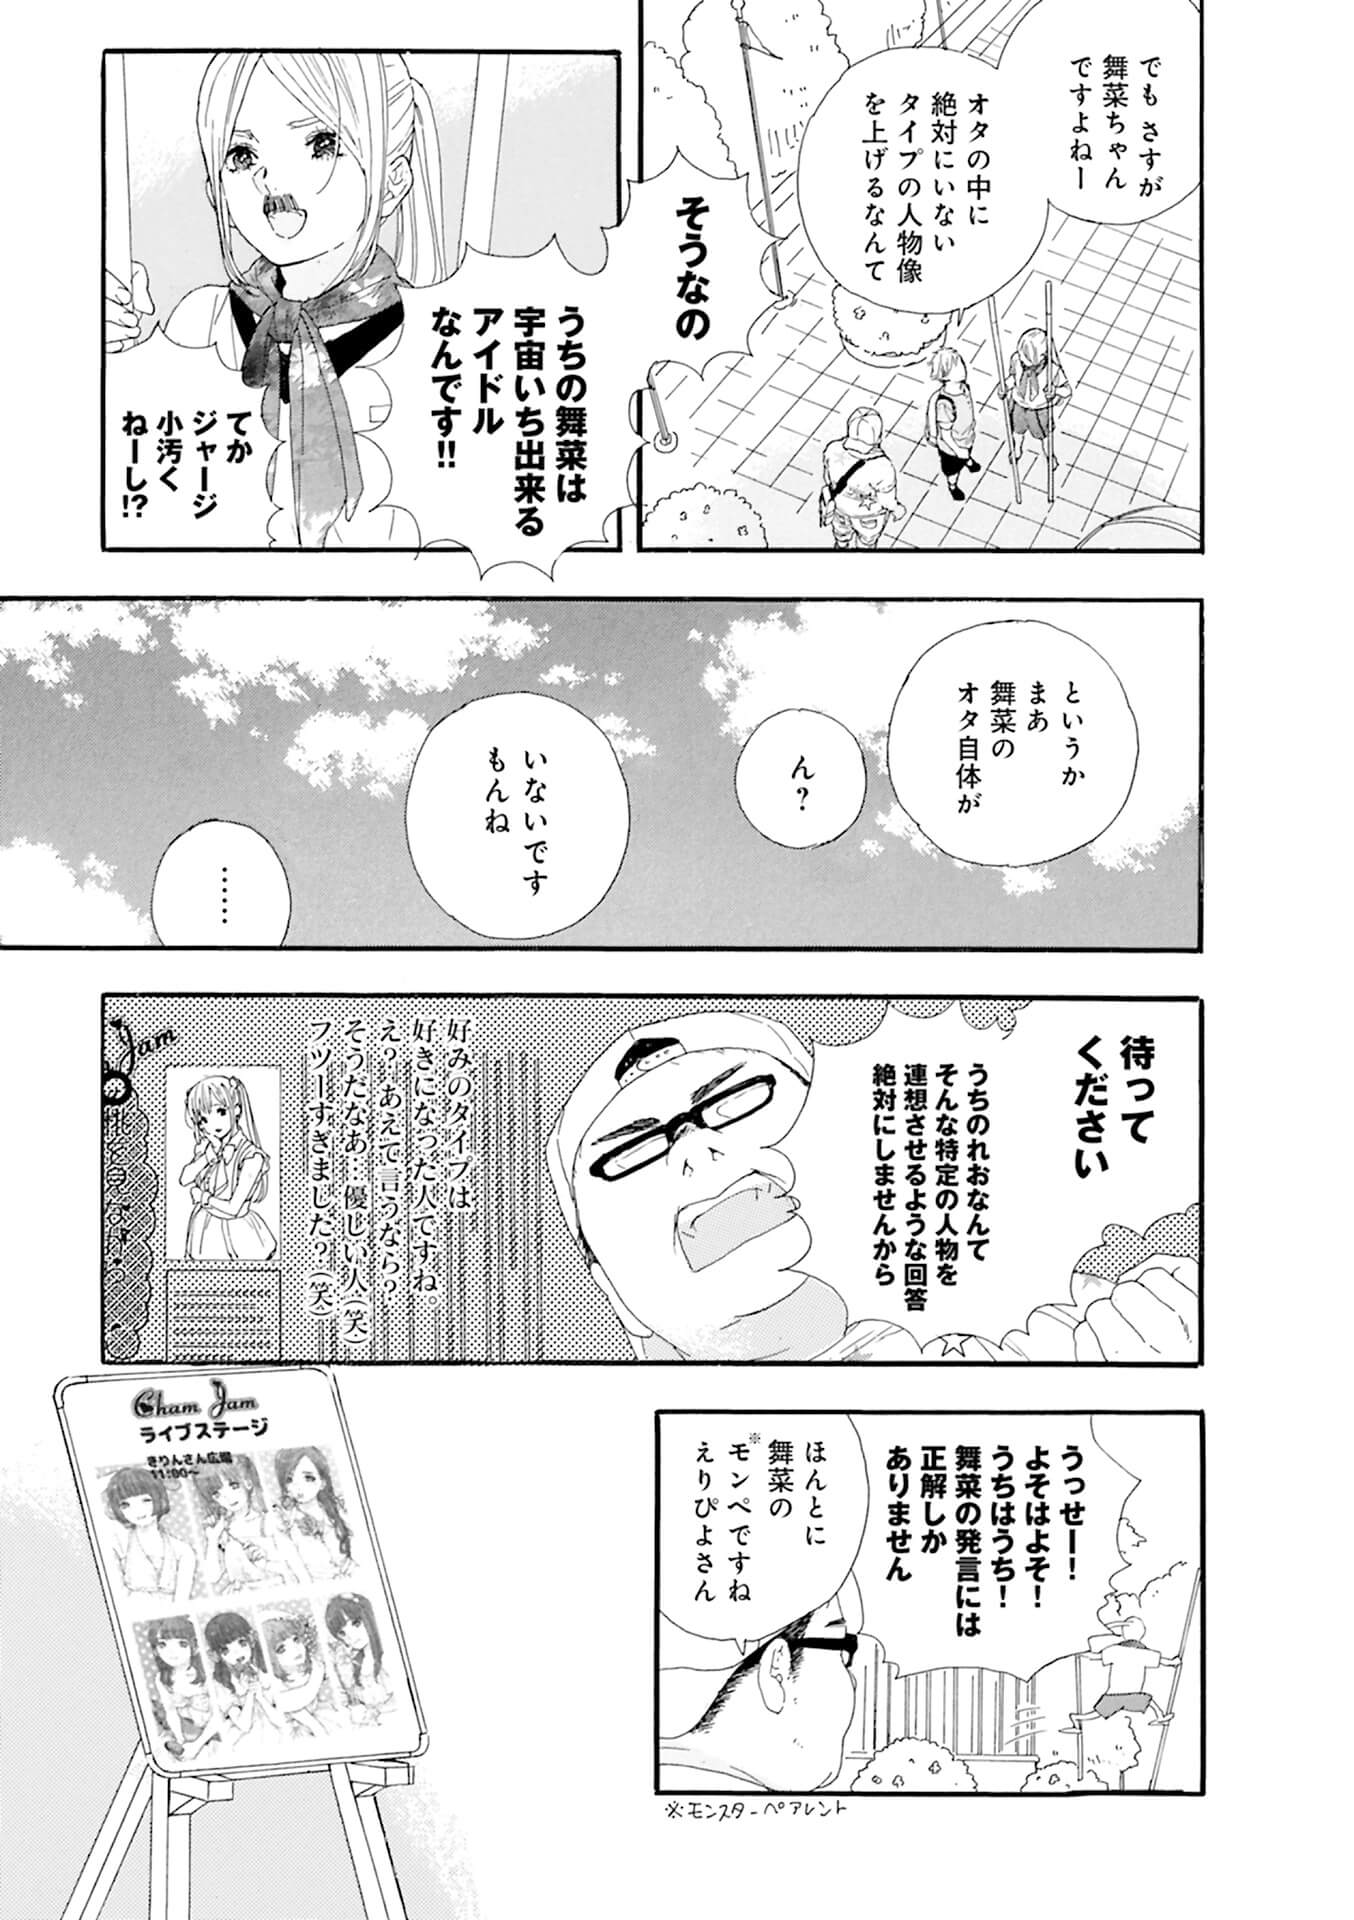 でも さすが
舞菜ちゃん
ですよねー
オタの中に
絶対にいない
タイプの人物像
を上げるなんて
そうなの
うちの舞菜は
宇宙いち出来る
アイドル
なんです!!
てか
ジャージ
小汚く
ねーし!?
というか
まあ
舞菜の
オタ自体が
ん?
いないです
もんね
……
待って
ください
うちのれおなんて
そんな特定の人物を
連想させるような回答
絶対にしませんから
好みのタイプは
好きになった人ですね。
え?あえて言うなら?
そうだなぁ…優しい人(笑)
フツーすぎました?(笑)
Jam
うっせー!
よそはよそ!
うちはうち!
舞菜の発言には
正解しか
ありません
ほんとに
舞菜の
※モンペですね
えりぴよさん
※モンスターペアレント
Cham Jam
ライブステージ
きりんさん広場
11:00〜